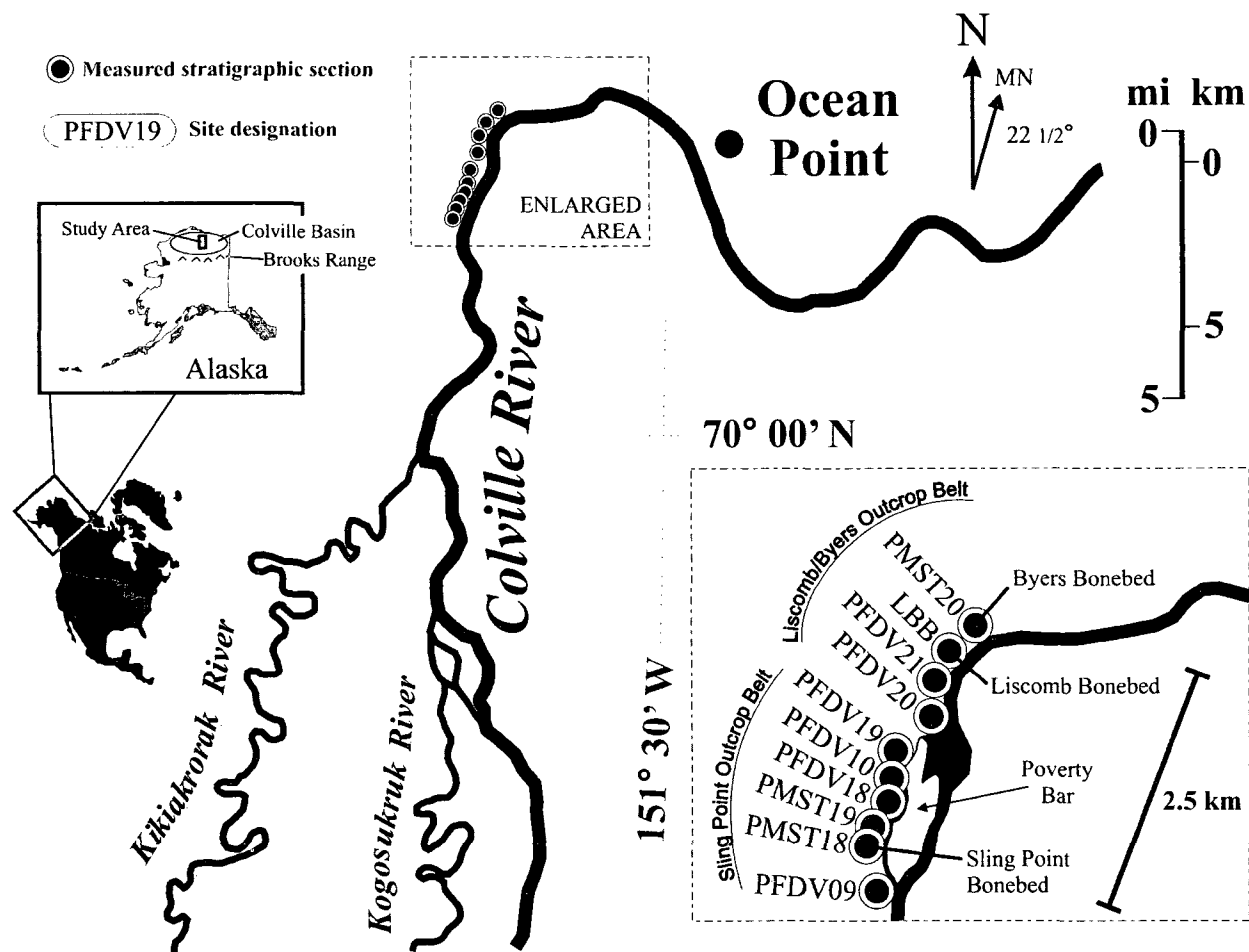 Measured stratigraphic section
PFDV19 Site designation
Study Area
Colville Basin
Brooks Range
Alaska
ENLARGED
AREA
Ocean
Point
N
MN
22 1/2°
mi km
0
0
5
5
Colville River
Kikiakrorak River
Kogosukruk River
70° 00' N
151° 30' W
Liscomb/Byers Outcrop Belt
Sling Point Outcrop Belt
PMST20
LBB
PFDV21
PFDV20
PFDV19
PFDV10
PFDV18
PMST19
PMST18
PFDV09
Byers Bonebed
Liscomb Bonebed
Poverty
Bar
Sling Point
Bonebed
2.5 km